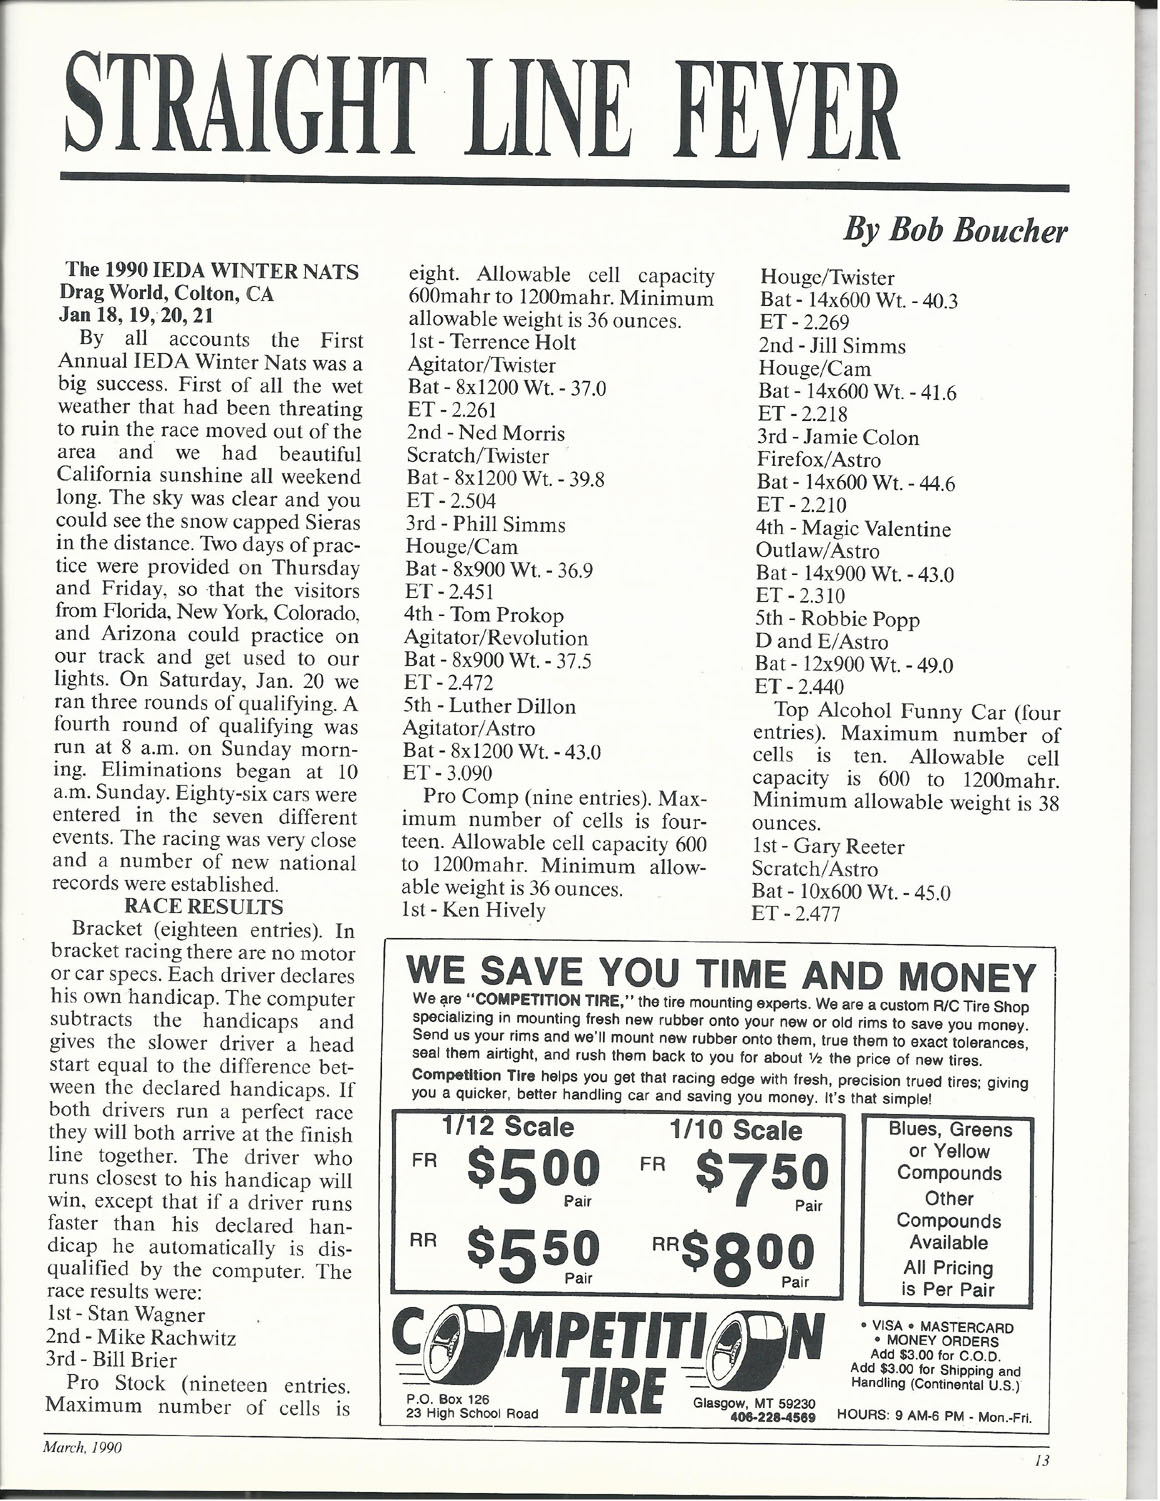 STRAIGHT LINE FEVER
By Bob Boucher
The 1990 IEDA WINTER NATS
Drag World, Colton, CA
Jan 18, 19, 20, 21
By all accounts the First
Annual IEDA Winter Nats was a
big success. First of all the wet
weather that had been threating
to ruin the race moved out of the
area and we had beautiful
California sunshine all weekend
long. The sky was clear and you
could see the snow capped Sieras
in the distance. Two days of prac-
tice were provided on Thursday
and Friday, so that the visitors
from Florida, New York, Colorado,
and Arizona could practice on
our track and get used to our
lights. On Saturday, Jan. 20 we
ran three rounds of qualifying. A
fourth round of qualifying was
run at 8 a.m. on Sunday morn-
ing. Eliminations began at 10
a.m. Sunday. Eighty-six cars were
entered in the seven different
events. The racing was very close
and a number of new national
records were established.
RACE RESULTS
Bracket (eighteen entries). In
bracket racing there are no motor
or car specs. Each driver declares
his own handicap. The computer
subtracts the handicaps and
gives the slower driver a head
start equal to the difference bet-
ween the declared handicaps. If
both drivers run a perfect race
they will both arrive at the finish
line together. The driver who
runs closest to his handicap will
win, except that if a driver runs
faster than his declared han-
dicap he automatically is dis-
qualified by the computer. The
race results were:
1st - Stan Wagner
2nd - Mike Rachwitz
3rd - Bill Brier
Pro Stock (nineteen entries.
Maximum number of cells is
eight. Allowable cell capacity
600mahr to 1200mahr. Minimum
allowable weight is 36 ounces.
1st - Terrence Holt
Agitator/Twister
Bat - 8x1200 Wt. - 37.0
ET - 2.261
2nd - Ned Morris
Scratch/Twister
Bat - 8x1200 Wt. - 39.8
ET - 2.504
3rd - Phill Simms
Houge/Cam
Bat - 8x900 Wt. - 36.9
ET - 2.451
4th - Tom Prokop
Agitator/Revolution
Bat - 8x900 Wt. - 37.5
ET - 2.472
5th - Luther Dillon
Agitator/Astro
Bat - 8x1200 Wt. - 43.0
ET - 3.090
Pro Comp (nine entries). Max-
imum number of cells is four-
teen. Allowable cell capacity 600
to 1200mahr. Minimum allow-
able weight is 36 ounces.
1st - Ken Hively
Houge/Twister
Bat - 14x600 Wt. - 40.3
ET - 2.269
2nd - Jill Simms
Houge/Cam
Bat - 14x600 Wt. - 41.6
ET - 2.218
3rd - Jamie Colon
Firefox/Astro
Bat - 14x600 Wt. - 44.6
ET - 2.210
4th - Magic Valentine
Outlaw/Astro
Bat - 14x900 Wt. - 43.0
ET - 2.310
5th - Robbie Popp
D and E/Astro
Bat - 12x900 Wt. - 49.0
ET - 2.440
Top Alcohol Funny Car (four
entries). Maximum number of
cells is ten. Allowable cell
capacity is 600 to 1200mahr.
Minimum allowable weight is 38
ounces.
1st - Gary Reeter
Scratch/Astro
Bat - 10x600 Wt. - 45.0
ET - 2.477
WE SAVE YOU TIME AND MONEY
We are "COMPETITION TIRE," the tire mounting experts. We are a custom R/C Tire Shop
specializing in mounting fresh new rubber onto your new or old rims to save you money.
Send us your rims and we'll mount new rubber onto them, true them to exact tolerances,
seal them airtight, and rush them back to you for about ½ the price of new tires.
Competition Tire helps you get that racing edge with fresh, precision trued tires; giving
you a quicker, better handling car and saving you money. It's that simple!
1/12 Scale
FR $5.00 Pair
RR $5.50 Pair
1/10 Scale
FR $7.50 Pair
RR $8.00 Pair
Blues, Greens
or Yellow
Compounds
Other
Compounds
Available
All Pricing
is Per Pair
COMPETITION
TIRE
P.O. Box 126
23 High School Road
Glasgow, MT 59230
406-228-4569
• VISA • MASTERCARD
• MONEY ORDERS
Add $3.00 for C.O.D.
Add $3.00 for Shipping and
Handling (Continental U.S.)
HOURS: 9 AM-6 PM - Mon.-Fri.
March, 1990
13